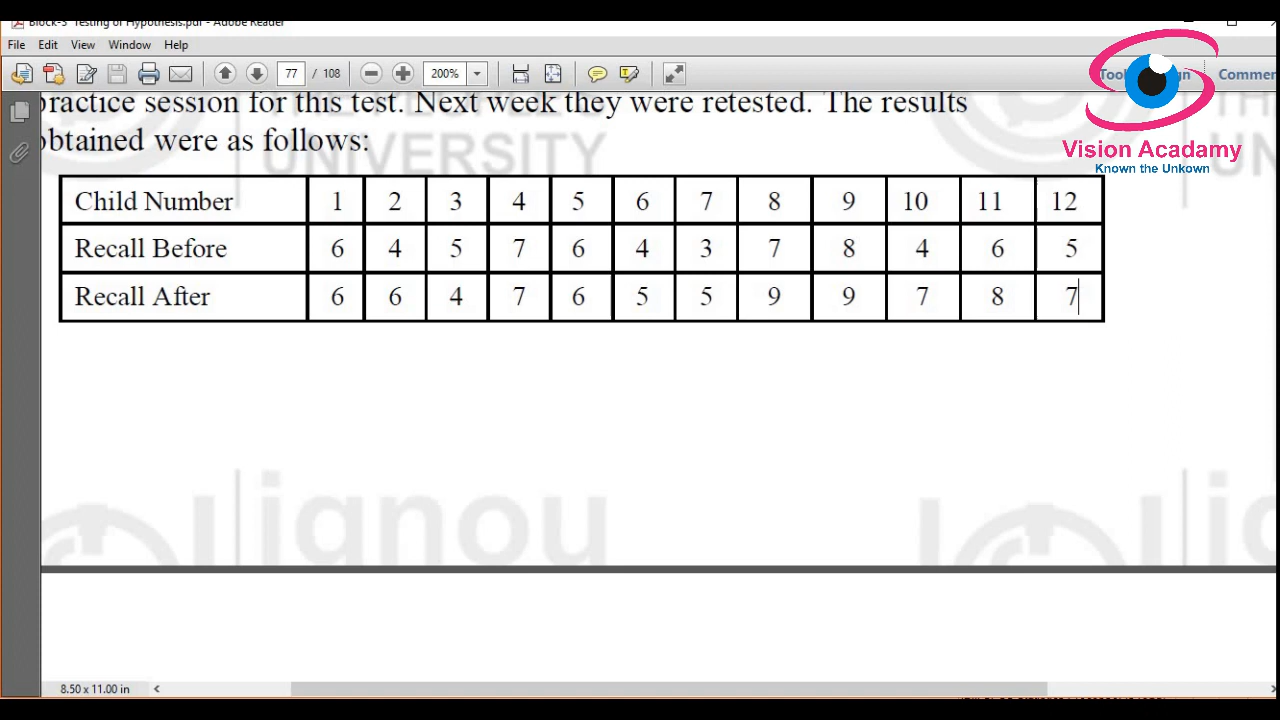 Block-3 Testing of Hypothesis.pdf - Adobe Reader
File Edit View Window Help
77 / 108 200% Commen
Vision Acadamy
Known the Unkown
practice session for this test. Next week they were retested. The results
obtained were as follows:
UNIVERSITY
Child Number 1 2 3 4 5 6 7 8 9 10 11 12
Recall Before 6 4 5 7 6 4 3 7 8 4 6 5
Recall After 6 6 4 7 6 5 5 9 9 7 8 7
ignou
8.50 x 11.00 in